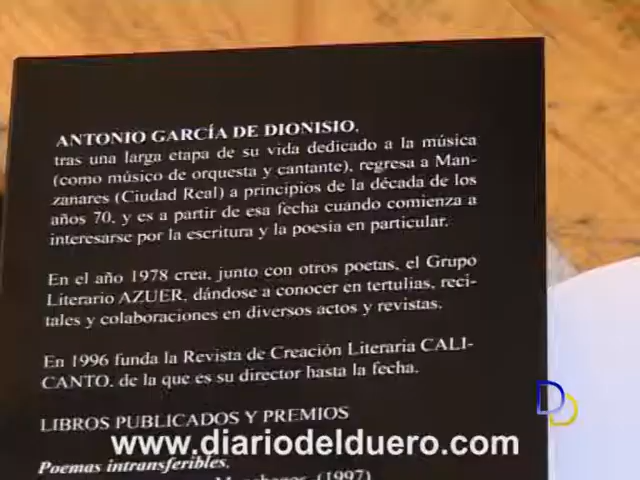 ANTONIO GARCÍA DE DIONISIO,
tras una larga etapa de su vida dedicado a la música
(como músico de orquesta y cantante), regresa a Man-
zanares (Ciudad Real) a principios de la década de los
años 70, y es a partir de esa fecha cuando comienza a
interesarse por la escritura y la poesía en particular.
En el año 1978 crea, junto con otros poetas, el Grupo
Literario AZUER, dándose a conocer en tertulias, reci-
tales y colaboraciones en diversos actos y revistas.
En 1996 funda la Revista de Creación Literaria CALI-
CANTO, de la que es su director hasta la fecha.
LIBROS PUBLICADOS Y PREMIOS
www.diariodelduero.com
Poemas intransferibles,
(1997)